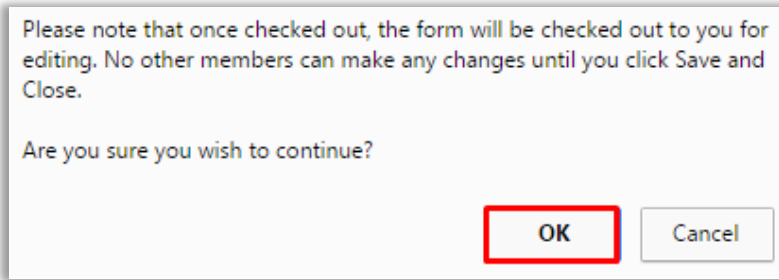 Please note that once checked out, the form will be checked out to you for
editing. No other members can make any changes until you click Save and
Close.
Are you sure you wish to continue?
OK
Cancel